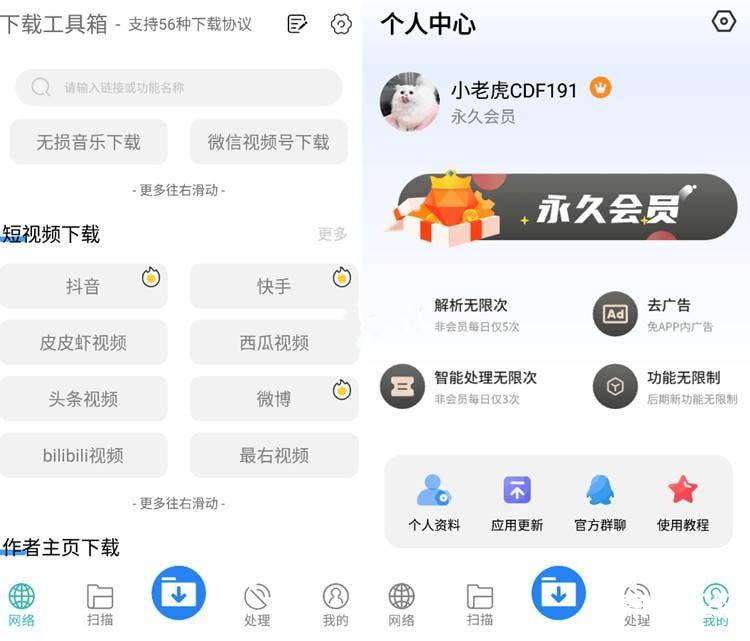 下载工具箱 - 支持56种下载协议
请输入链接或功能名称
无损音乐下载
微信视频号下载
- 更多往右滑动 -
短视频下载
更多
抖音
快手
皮皮虾视频
西瓜视频
头条视频
微博
bilibili视频
最右视频
- 更多往右滑动 -
作者主页下载
网络
扫描
处理
我的
个人中心
小老虎CDF191
永久会员
永久会员
解析无限次
非会员每日仅5次
Ad
去广告
免APP内广告
智能处理无限次
非会员每日仅3次
功能无限制
后期新功能无限制
个人资料
应用更新
官方群聊
使用教程
网络
扫描
处理
我的